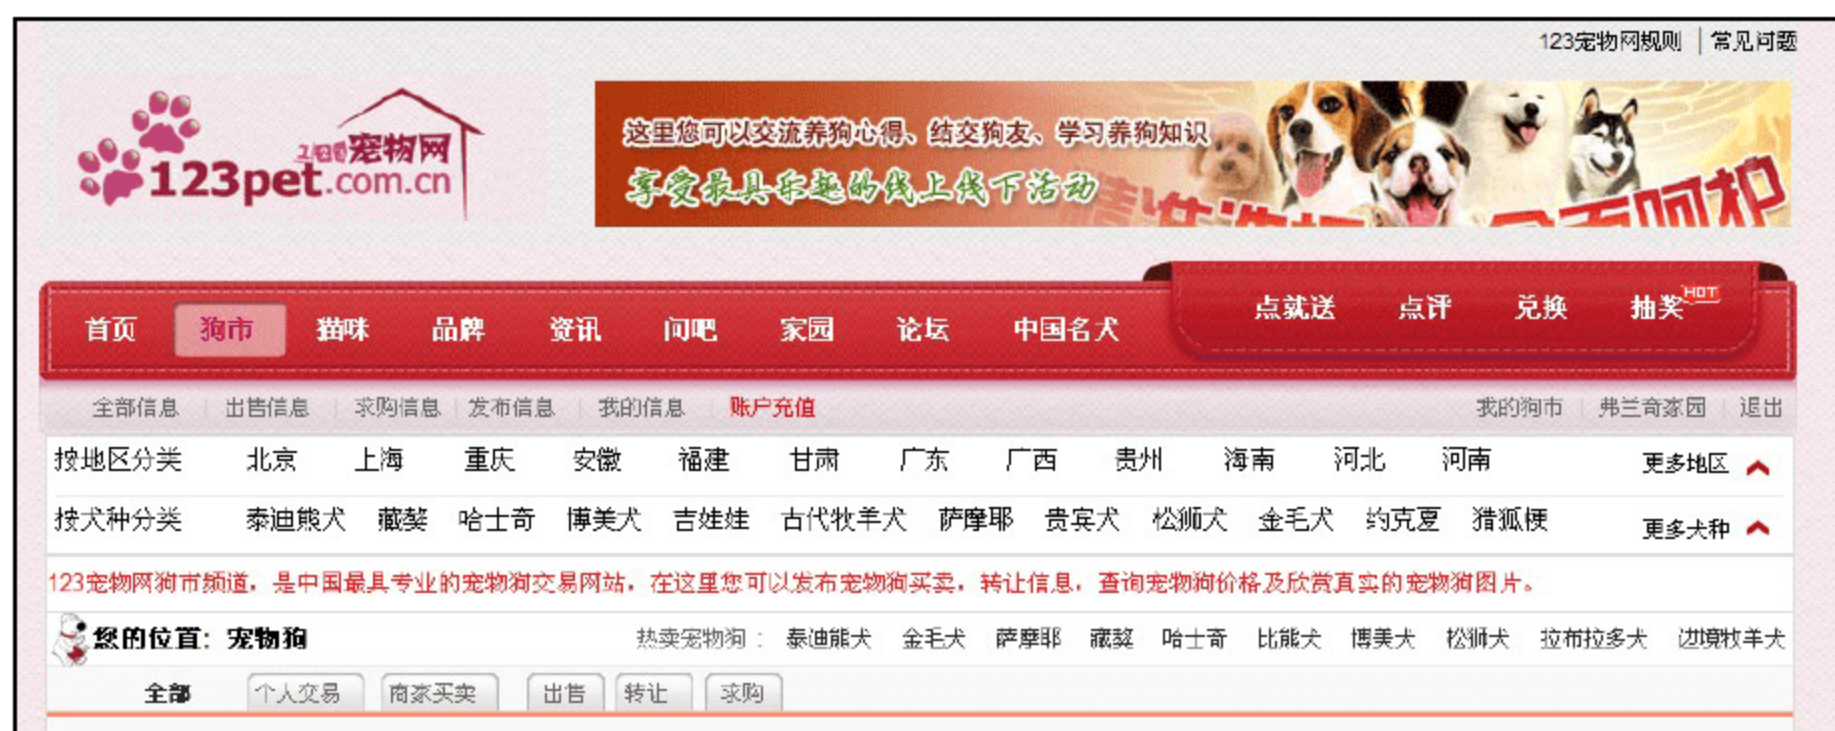 123宠物网规则 | 常见问题
宠物网
123pet.com.cn
这里您可以交流养狗心得、结交狗友、学习养狗知识
享受最具乐趣的线上线下活动
呵护
首页 狗市 猫咪 品牌 资讯 问吧 家园 论坛 中国名犬 点就送 点评 兑换 抽奖 HOT
全部信息 | 出售信息 | 求购信息 | 发布信息 | 我的信息 | 账户充值 我的狗市 | 弗兰奇家园 | 退出
按地区分类 北京 上海 重庆 安徽 福建 甘肃 广东 广西 贵州 海南 河北 河南 更多地区
按犬种分类 泰迪熊犬 藏獒 哈士奇 博美犬 吉娃娃 古代牧羊犬 萨摩耶 贵宾犬 松狮犬 金毛犬 约克夏 猎狐梗 更多犬种
123宠物网狗市频道，是中国最具专业的宠物狗交易网站，在这里您可以发布宠物狗买卖，转让信息，查询宠物狗价格及欣赏真实的宠物狗图片。
您的位置：宠物狗 热卖宠物狗： 泰迪熊犬 金毛犬 萨摩耶 藏獒 哈士奇 比熊犬 博美犬 松狮犬 拉布拉多犬 边境牧羊犬
全部 个人交易 商家买卖 出售 转让 求购